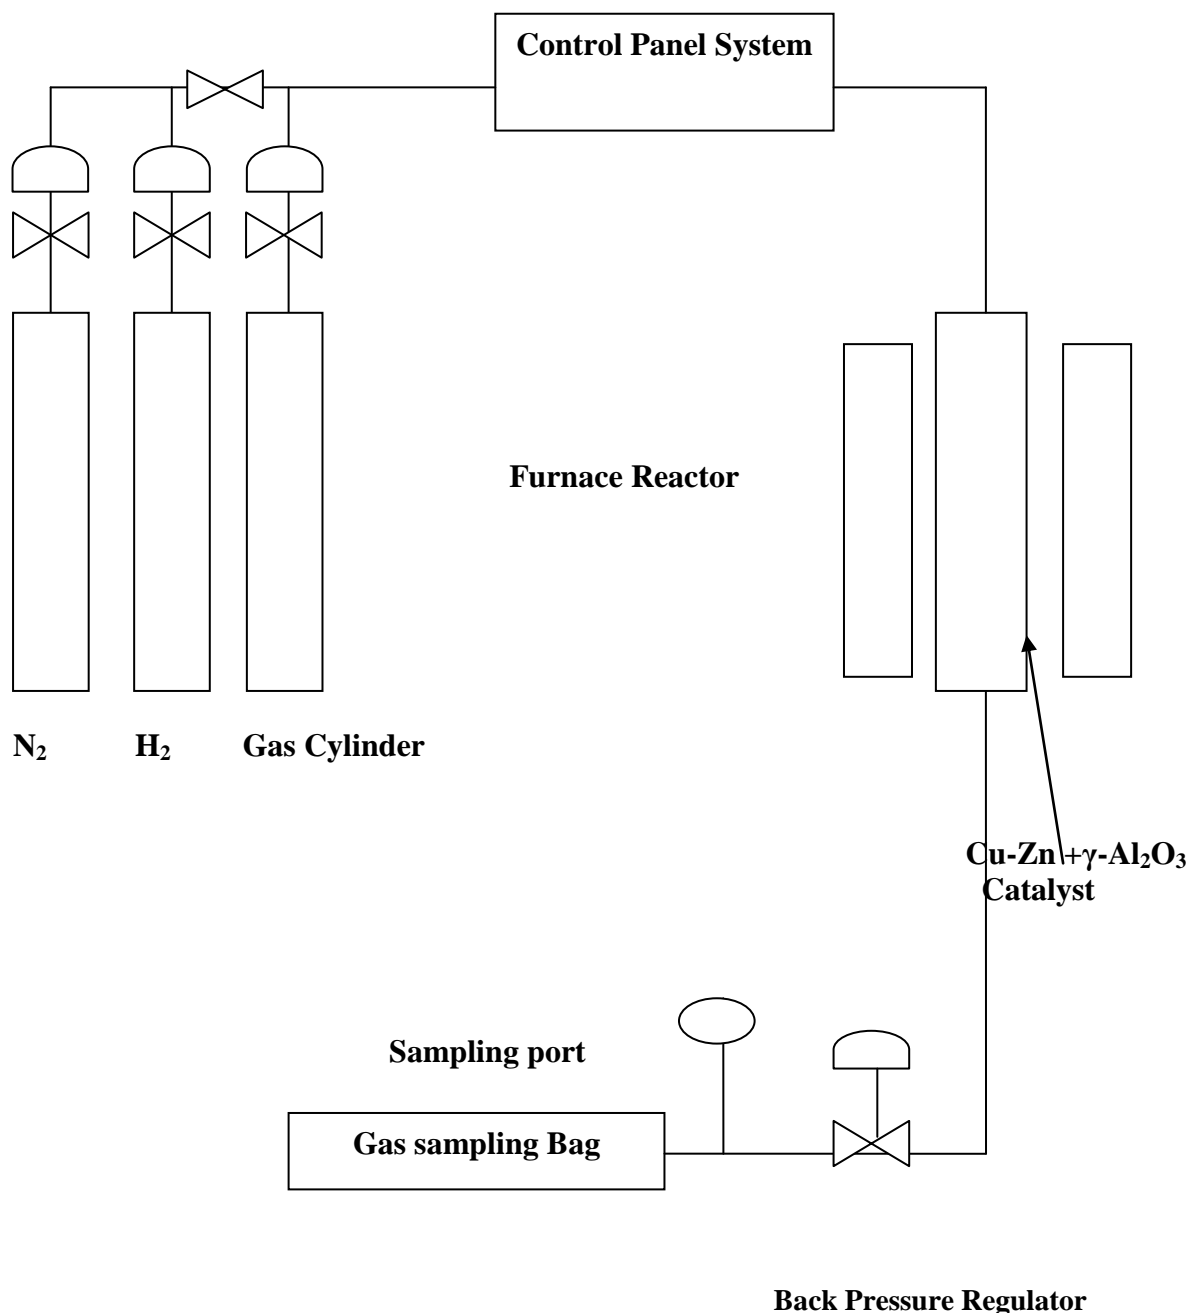 Control Panel System
Furnace Reactor
N₂ H₂ Gas Cylinder
Cu-Zn +γ-Al₂O₃
Catalyst
Sampling port
Gas sampling Bag
Back Pressure Regulator